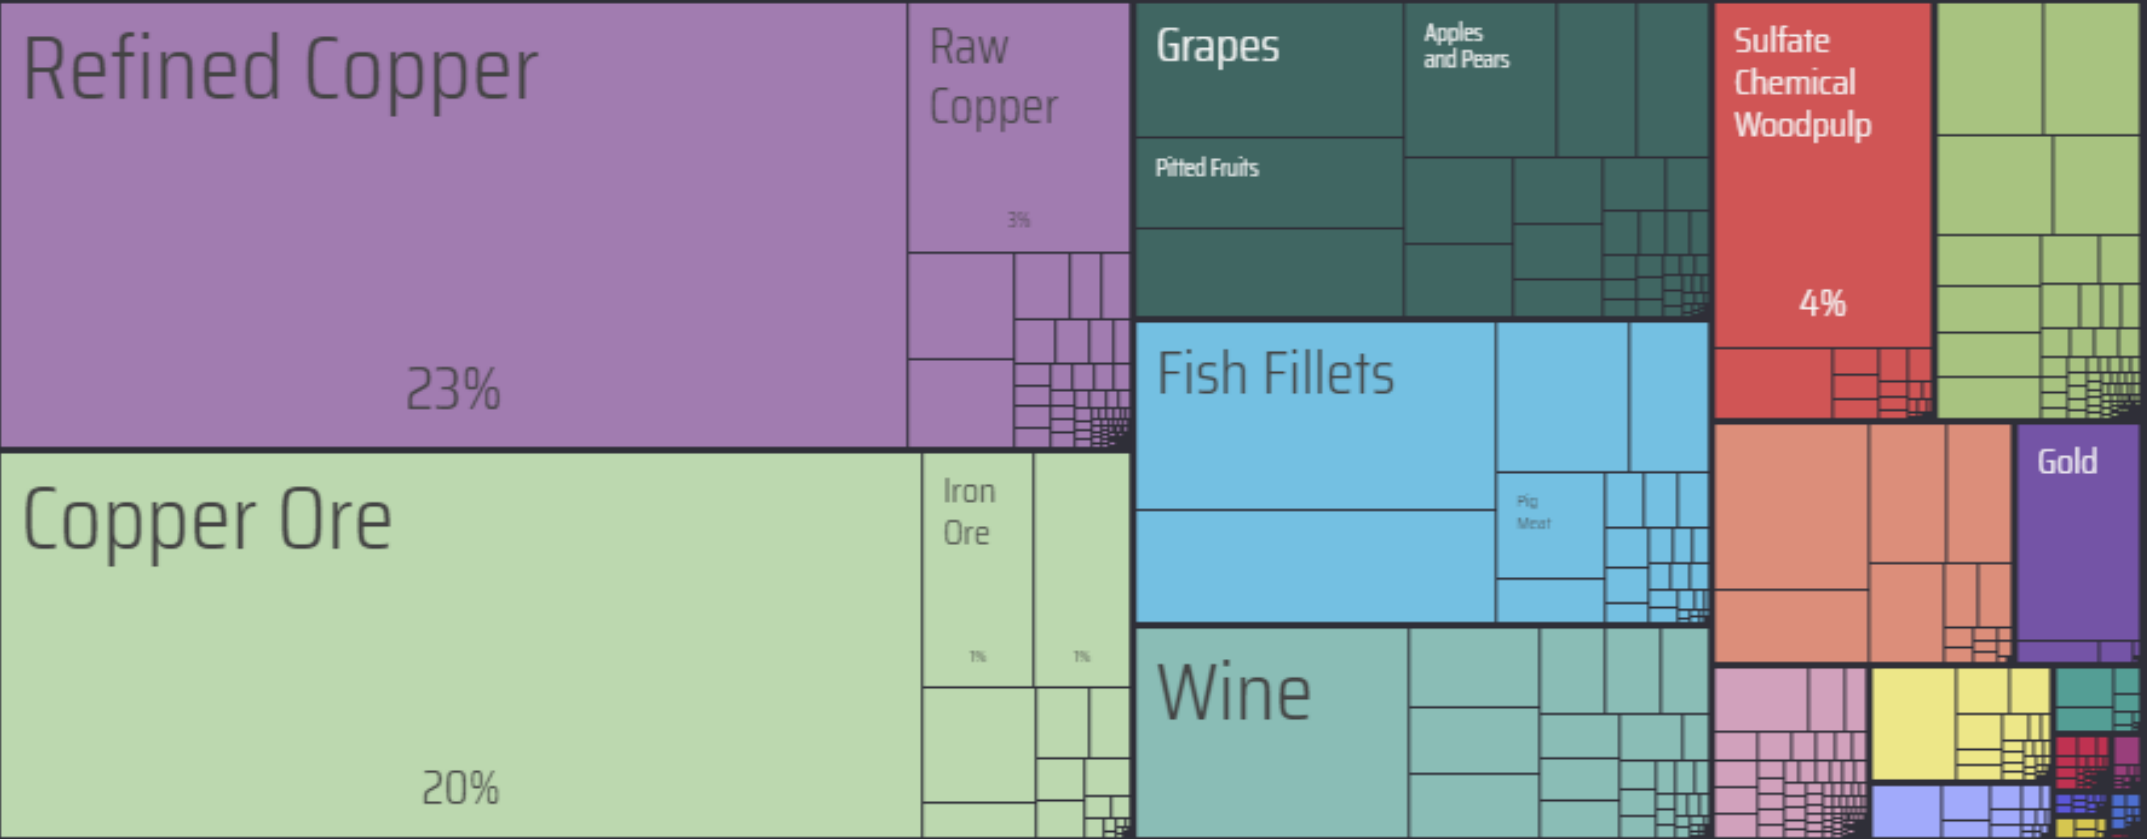 Refined Copper
23%
Raw
Copper
3%
Copper Ore
20%
Iron
Ore
1%
1%
Grapes
Pitted Fruits
Apples
and Pears
Fish Fillets
Pig
Meat
Wine
Sulfate
Chemical
Woodpulp
4%
Gold